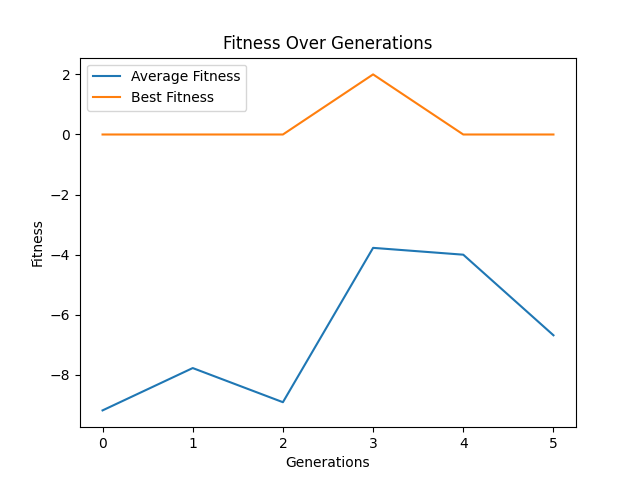 Fitness Over Generations
Average Fitness
Best Fitness
2
0
−2
−4
−6
−8
Fitness
0 1 2 3 4 5
Generations